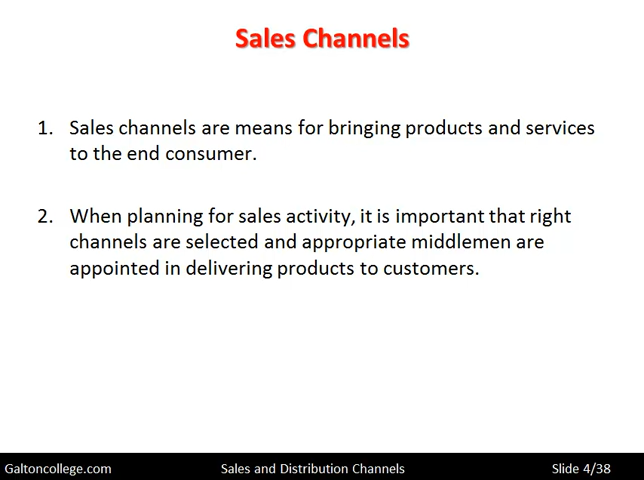 Sales Channels
1. Sales channels are means for bringing products and services
to the end consumer.
2. When planning for sales activity, it is important that right
channels are selected and appropriate middlemen are
appointed in delivering products to customers.
Galtoncollege.com Sales and Distribution Channels Slide 4/38